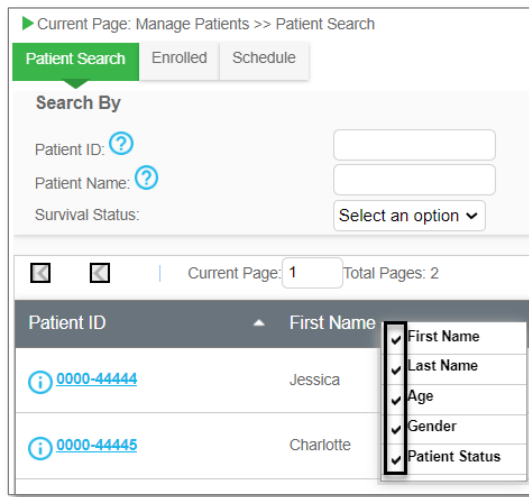 Current Page: Manage Patients >> Patient Search
Patient Search Enrolled Schedule
Search By
Patient ID: ?
Patient Name: ?
Survival Status: Select an option
Current Page: 1 Total Pages: 2
Patient ID First Name
First Name
Last Name
Age
Gender
Patient Status
0000-44444 Jessica
0000-44445 Charlotte